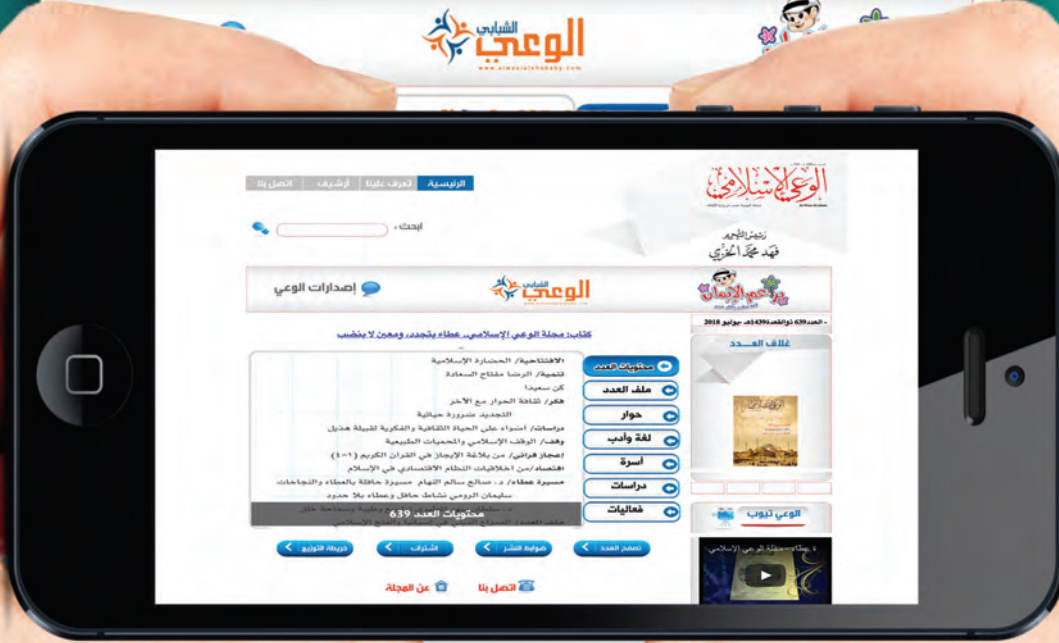 الشبابي
الوعي
www.alwaeialshababy.com
الرئيسية تعرف علينا أرشيف اتصل بنا
الوعي الإسلامي
ابحث :
رئيس التحرير
فهد محمد الخزي
براعم الإيمان
الوعي الشبابي
إصدارات الوعي
- العدد 639 ذوالقعدة 1439هـ -يوليو 2018
غلاف العـــدد
كتاب: مجلة الوعي الإسلامي.. عطاء يتجدد، ومعين لا ينضب
محتويات العدد
ملف العدد
حوار
لغة وأدب
أسرة
دراسات
فعاليات
الافتتاحية/ الحضارة الإسلامية
تنمية/ الرضا مفتاح السعادة
كن سعيدا
فكر/ ثقافة الحوار مع الآخر
التجديد ضرورة حياتية
دراسات/ أضواء على الحياة الثقافية والفكرية لقبيلة هذيل
وقف/ الوقف الإسلامي والمحميات الطبيعية
إعجاز قرآني/ من بلاغة الإيجاز في القرآن الكريم (1-4)
اقتصاد/من أخلاقيات النظام الاقتصادي في الإسلام
مسيرة عطاء/ د. صالح سالم النهام. مسيرة حافلة بالعطاء والنجاحات
سليمان الرومي نشاط حافل وعطاء بلا حدود
محتويات العدد 639
الوعي تيوب
تصفح العدد
ضوابط النشر
اشتراك
خريطة التوزيع
عطاء - مجلة الوعي الإسلامي-
اتصل بنا
عن المجلة